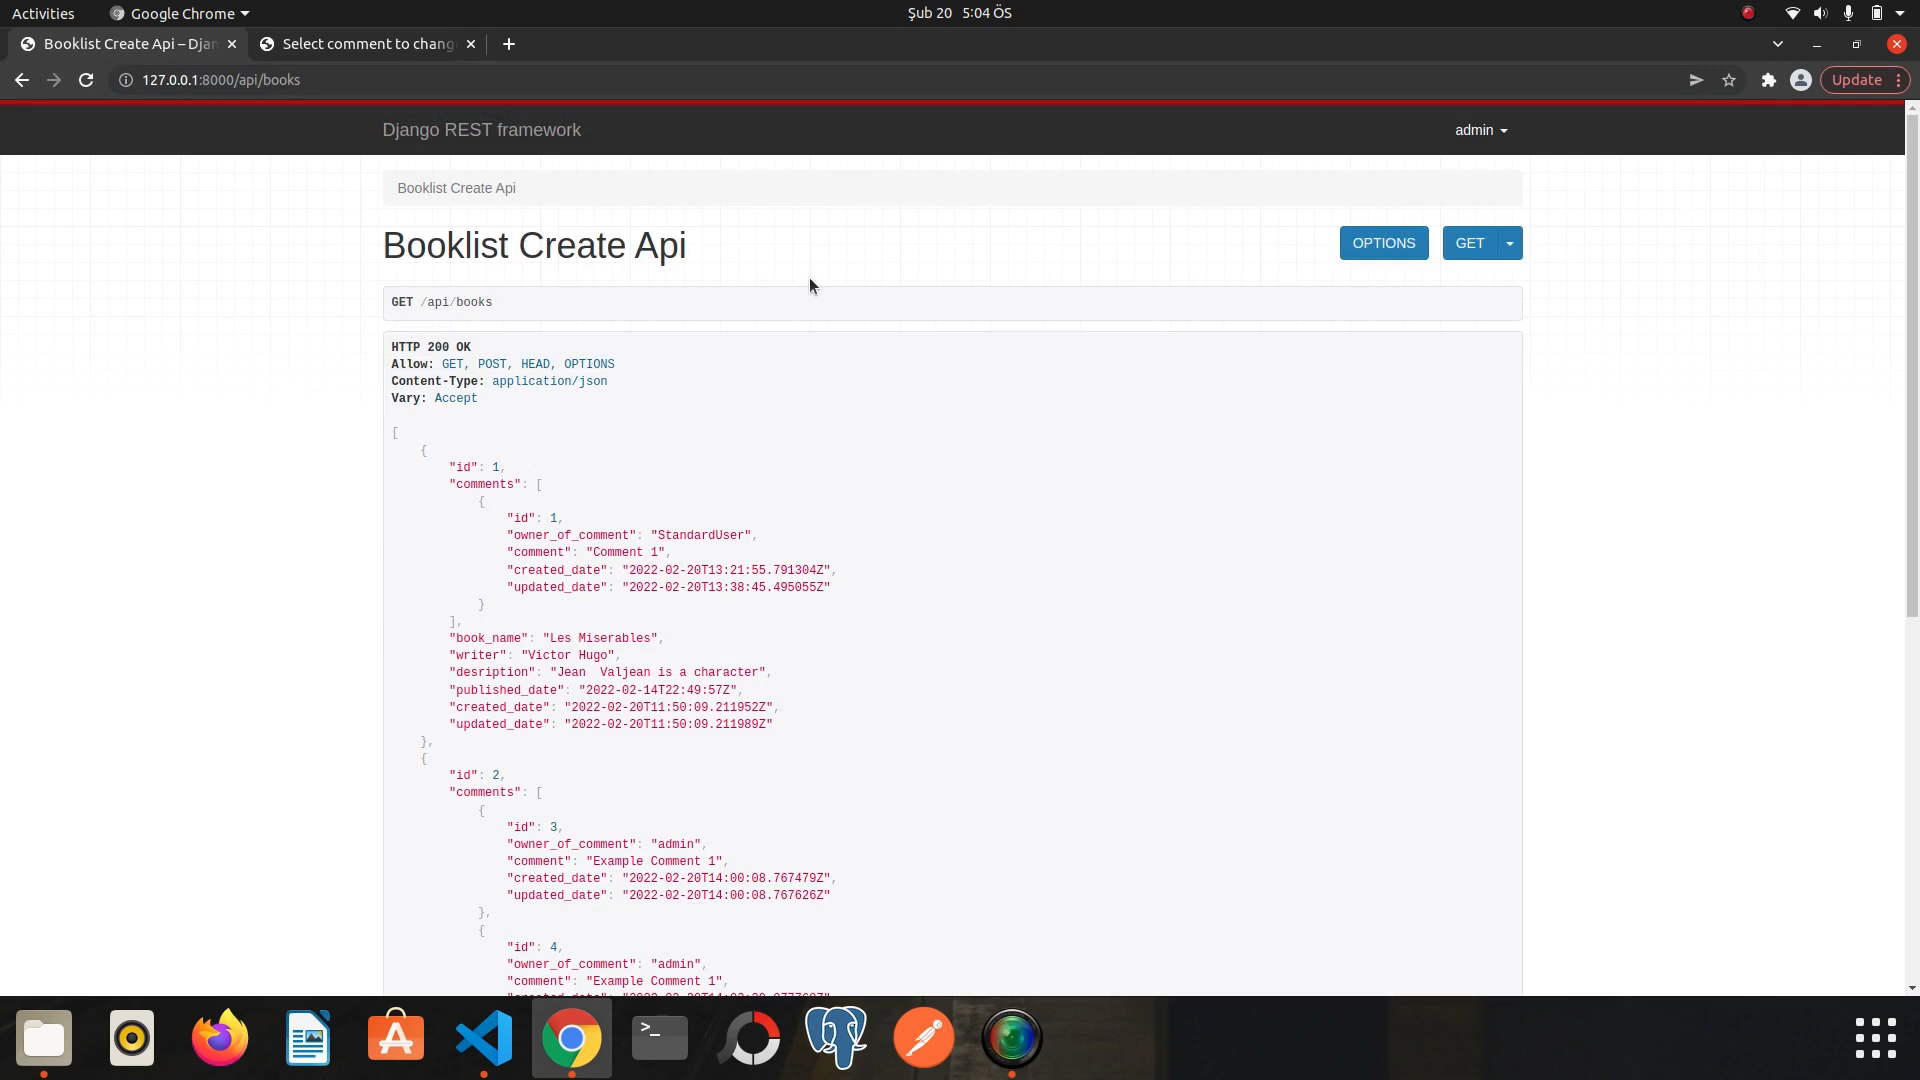 Activities
Google Chrome
Şub 20 5:04 ÖS
Booklist Create Api – Djan
Select comment to chang
127.0.0.1:8000/api/books
Update
Django REST framework
admin
Booklist Create Api
Booklist Create Api
OPTIONS
GET
GET /api/books
HTTP 200 OK
Allow: GET, POST, HEAD, OPTIONS
Content-Type: application/json
Vary: Accept
[
{
"id": 1,
"comments": [
{
"id": 1,
"owner_of_comment": "StandardUser",
"comment": "Comment 1",
"created_date": "2022-02-20T13:21:55.791304Z",
"updated_date": "2022-02-20T13:38:45.495055Z"
}
],
"book_name": "Les Miserables",
"writer": "Victor Hugo",
"desription": "Jean  Valjean is a character",
"published_date": "2022-02-14T22:49:57Z",
"created_date": "2022-02-20T11:50:09.211952Z",
"updated_date": "2022-02-20T11:50:09.211989Z"
},
{
"id": 2,
"comments": [
{
"id": 3,
"owner_of_comment": "admin",
"comment": "Example Comment 1",
"created_date": "2022-02-20T14:00:08.767479Z",
"updated_date": "2022-02-20T14:00:08.767626Z"
},
{
"id": 4,
"owner_of_comment": "admin",
"comment": "Example Comment 1",